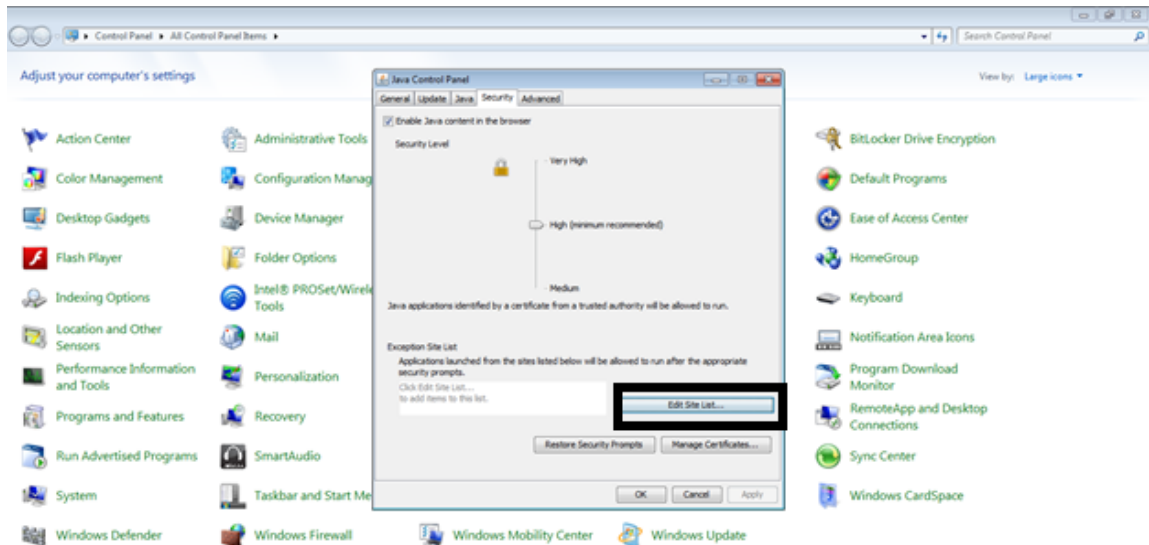 Control Panel ▸ All Control Panel Items ▸
Search Control Panel
Adjust your computer's settings
View by: Large icons
Action Center
Administrative Tools
BitLocker Drive Encryption
Color Management
Configuration Manag
Default Programs
Desktop Gadgets
Device Manager
Ease of Access Center
Flash Player
Folder Options
HomeGroup
Indexing Options
Intel® PROSet/Wirele
Tools
Keyboard
Location and Other
Sensors
Mail
Notification Area Icons
Performance Information
and Tools
Personalization
Program Download
Monitor
Programs and Features
Recovery
RemoteApp and Desktop
Connections
Run Advertised Programs
SmartAudio
Sync Center
System
Taskbar and Start Me
Windows CardSpace
Windows Defender
Windows Firewall
Windows Mobility Center
Windows Update
Java Control Panel
General Update Java Security Advanced
Enable Java content in the browser
Security Level
Very High
High (minimum recommended)
Medium
Java applications identified by a certificate from a trusted authority will be allowed to run.
Exception Site List
Applications launched from the sites listed below will be allowed to run after the appropriate
security prompts.
Click Edit Site List...
to add items to this list.
Edit Site List...
Restore Security Prompts
Manage Certificates...
OK
Cancel
Apply